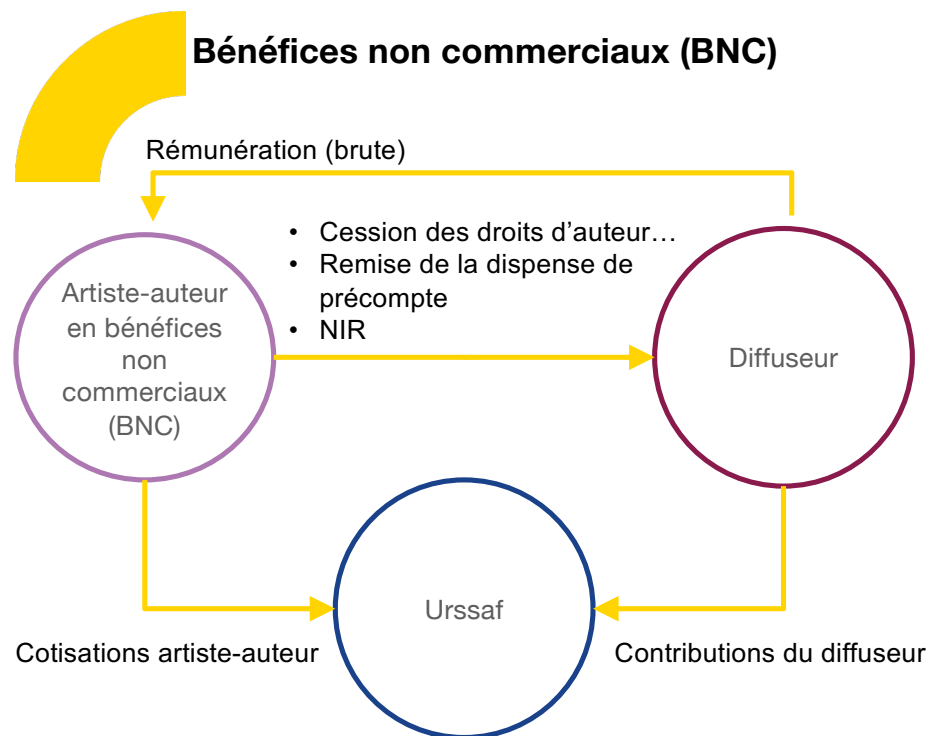 Bénéfices non commerciaux (BNC)
Rémunération (brute)
• Cession des droits d’auteur…
• Remise de la dispense de
précompte
• NIR
Artiste-auteur
en bénéfices
non
commerciaux
(BNC)
Diffuseur
Urssaf
Cotisations artiste-auteur
Contributions du diffuseur